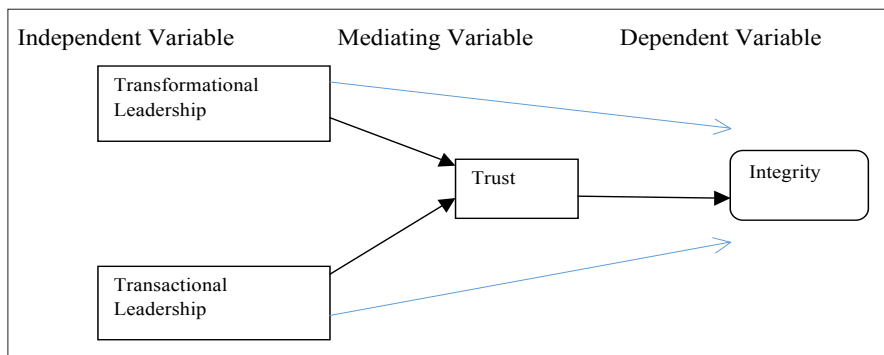 Independent Variable
Mediating Variable
Dependent Variable
Transformational
Leadership
Trust
Integrity
Transactional
Leadership